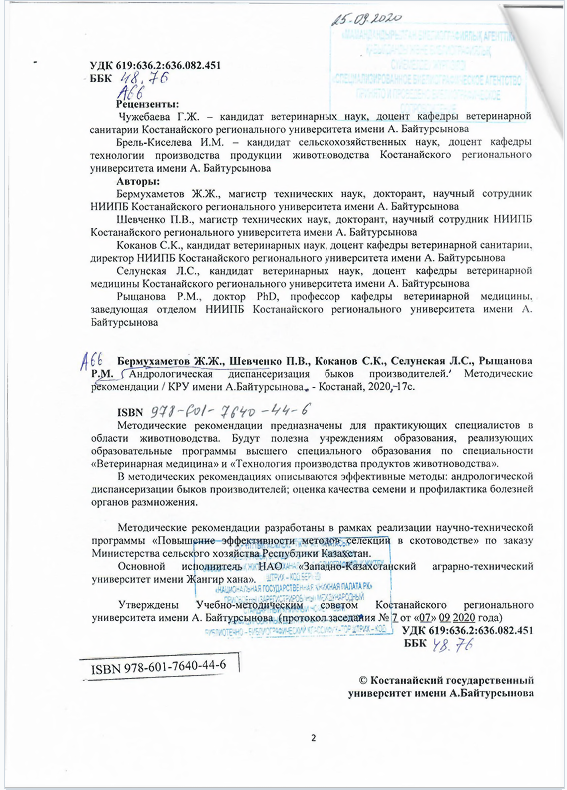 25.09.2020
УДК 619:636.2:636.082.451
ББК 48.76
А66
Рецензенты:
Чужебаева Г.Ж. – кандидат ветеринарных наук, доцент кафедры ветеринарной
санитарии Костанайского регионального университета имени А. Байтурсынова
Брель-Киселева И.М. – кандидат сельскохозяйственных наук, доцент кафедры
технологии производства продукции животноводства Костанайского регионального
университета имени А. Байтурсынова
Авторы:
Бермухаметов Ж.Ж., магистр технических наук, докторант, научный сотрудник
НИИПБ Костанайского регионального университета имени А. Байтурсынова
Шевченко П.В., магистр технических наук, докторант, научный сотрудник НИИПБ
Костанайского регионального университета имени А. Байтурсынова
Коканов С.К., кандидат ветеринарных наук, доцент кафедры ветеринарной санитарии,
директор НИИПБ Костанайского регионального университета имени А. Байтурсынова
Селунская Л.С., кандидат ветеринарных наук, доцент кафедры ветеринарной
медицины Костанайского регионального университета имени А. Байтурсынова
Рыщанова Р.М., доктор PhD, профессор кафедры ветеринарной медицины,
заведующая отделом НИИПБ Костанайского регионального университета имени А.
Байтурсынова
А66 Бермухаметов Ж.Ж., Шевченко П.В., Коканов С.К., Селунская Л.С., Рыщанова
Р.М. Андрологическая диспансеризация быков производителей. Методические
рекомендации / КРУ имени А.Байтурсынова. - Костанай, 2020,-17с.
ISBN 978-601-7640-44-6
Методические рекомендации предназначены для практикующих специалистов в
области животноводства. Будут полезна учреждениям образования, реализующих
образовательные программы высшего специального образования по специальности
«Ветеринарная медицина» и «Технология производства продуктов животноводства».
В методических рекомендациях описываются эффективные методы: андрологической
диспансеризации быков производителей; оценка качества семени и профилактика болезней
органов размножения.
Методические рекомендации разработаны в рамках реализации научно-технической
программы «Повышение эффективности методов селекции в скотоводстве» по заказу
Министерства сельского хозяйства Республики Казахстан.
Основной исполнитель НАО «Западно-Казахстанский аграрно-технический
университет имени Жангир хана».
«НАЦИОНАЛЬНАЯ ГОСУДАРСТВЕННАЯ КНИЖНАЯ ПАЛАТА РК»
Утверждены Учебно-методическим советом Костанайского регионального
университета имени А. Байтурсынова (протокол заседания № 7 от «07» 09 2020 года)
УДК 619:636.2:636.082.451
ББК 48.76
ISBN 978-601-7640-44-6
© Костанайский государственный
университет имени А.Байтурсынова
2